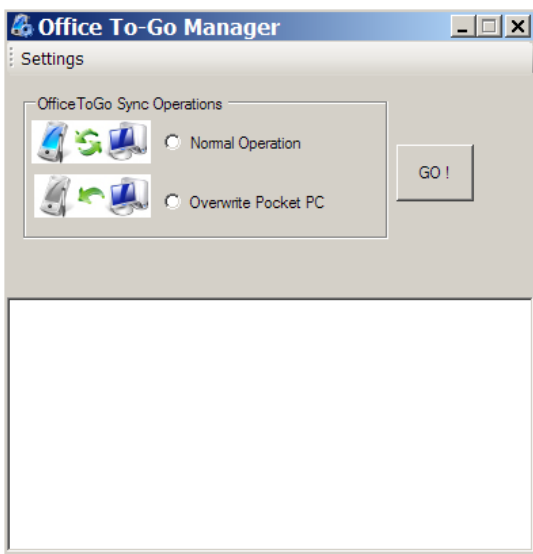 Office To-Go Manager
Settings
OfficeToGo Sync Operations
Normal Operation
GO !
Overwrite Pocket PC